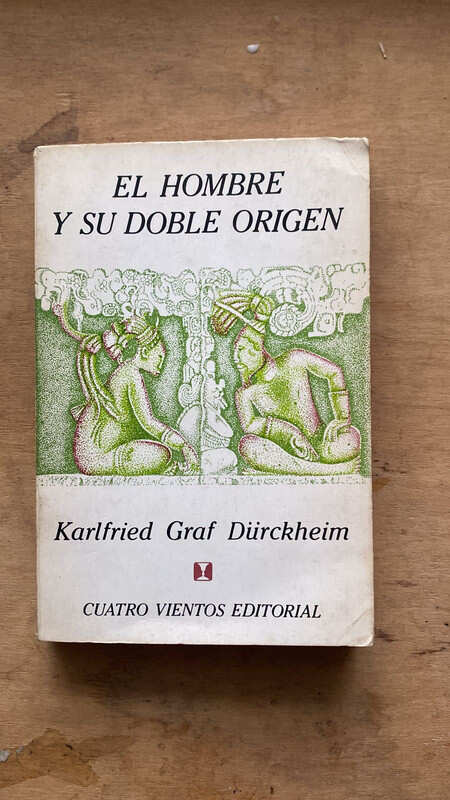 EL HOMBRE
Y SU DOBLE ORIGEN
Karlfried Graf Dürckheim
CUATRO VIENTOS EDITORIAL